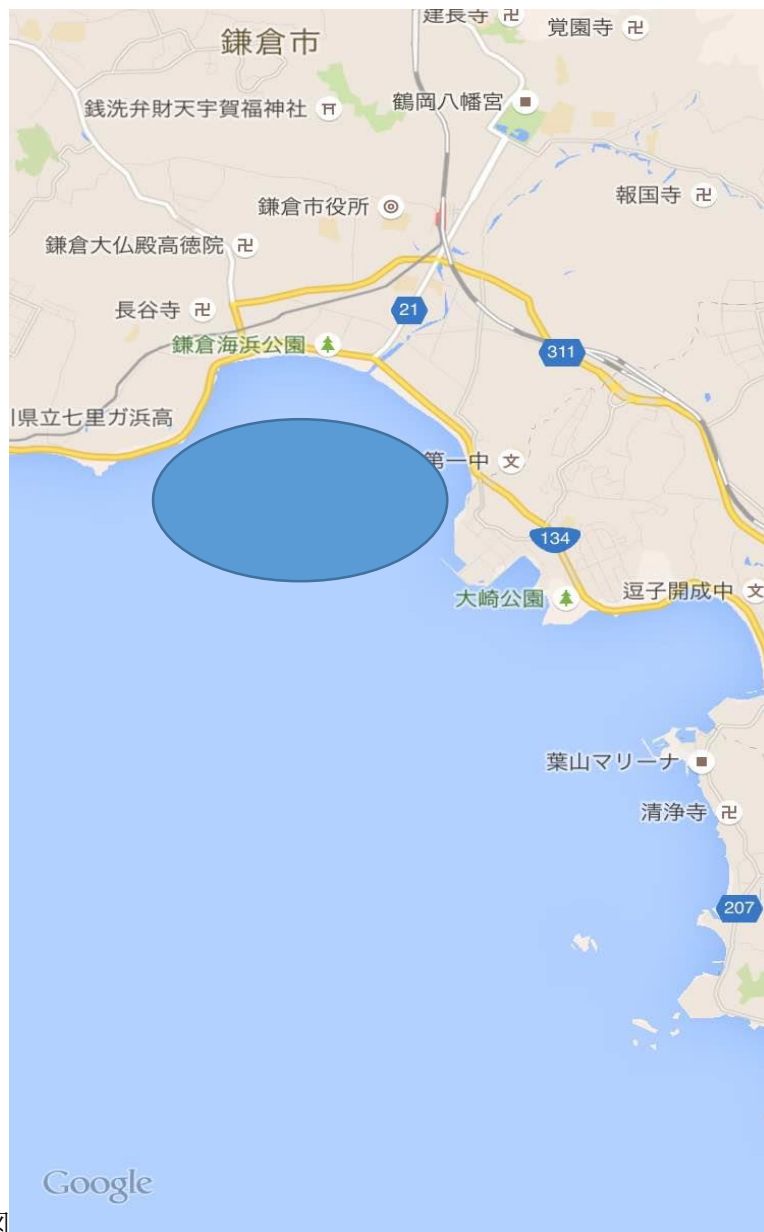 建長寺
覚園寺
鎌倉市
銭洗弁財天宇賀福神社
鶴岡八幡宮
報国寺
鎌倉市役所
鎌倉大仏殿高徳院
長谷寺
21
鎌倉海浜公園
311
県立七里ガ浜高
第一中
文
134
大崎公園
逗子開成中
文
葉山マリーナ
清浄寺
207
Google